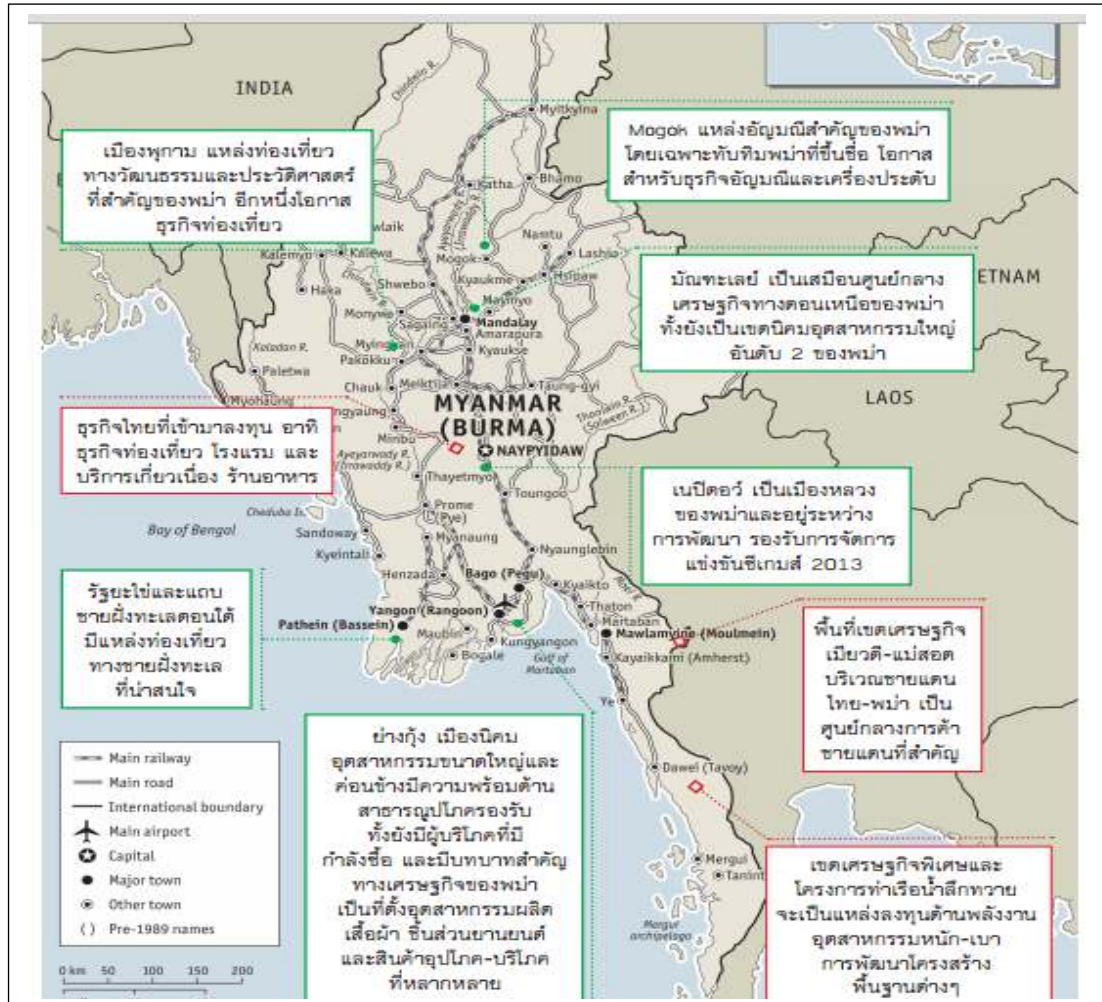 INDIA
Chindwin R.
Myitkyina
เมืองพุกาม แหล่งท่องเที่ยว
ทางวัฒนธรรมและประวัติศาสตร์
ที่สำคัญของพม่า อีกหนึ่งโอกาส
ธุรกิจท่องเที่ยว
Mogok แหล่งอัญมณีสำคัญของพม่า
โดยเฉพาะทับทิมพม่าที่ขึ้นชื่อ โอกาส
สำหรับธุรกิจอัญมณีและเครื่องประดับ
Katha
Bhamo
Ayeyarwady R.
(Irrawaddy R.)
Namtu
Lashio
Mogok
Hsipaw
Kyaukme
Kalemyo
Kalewa
Haka
Chindwin R.
Shwebo
Maymyo
Monywa
Sagaing
Mandalay
Amarapura
Kyaukse
Pakokku
Kaladan R.
Paletwa
Chauk
Meiktila
Taung-gyi
Myohaung
มัณฑะเลย์ เป็นเสมือนศูนย์กลาง
เศรษฐกิจทางตอนเหนือของพม่า
ทั้งยังเป็นเขตนิคมอุตสาหกรรมใหญ่
อันดับ 2 ของพม่า
ETNAM
LAOS
MYANMAR
(BURMA)
NAYPYIDAW
Minbu
Ayeyarwady R.
(Irrawaddy R.)
Thayetmyo
Toungoo
Prome
(Pye)
ธุรกิจไทยที่เข้ามาลงทุน อาทิ
ธุรกิจท่องเที่ยว โรงแรม และ
บริการเกี่ยวเนื่อง ร้านอาหาร
Cheduba Is.
Bay of Bengal
Sandoway
Kyeintali
Myanaung
Nyaunglebin
Henzada
Bago (Pegu)
Kyaikto
Thaton
Martaban
Yangon (Rangoon)
Pathein (Bassein)
Maubin
Bogale
Kungyangon
Gulf of
Martaban
Mawlamyine (Moulmein)
Kayaikkami (Amherst)
Ye
เนปิดอว์ เป็นเมืองหลวง
ของพม่าและอยู่ระหว่าง
การพัฒนา รองรับการจัดการ
แข่งขันซีเกมส์ 2013
รัฐยะไข่และแถบ
ชายฝั่งทะเลตอนใต้
มีแหล่งท่องเที่ยว
ทางชายฝั่งทะเล
ที่น่าสนใจ
พื้นที่เขตเศรษฐกิจ
เมียวดี-แม่สอด
บริเวณชายแดน
ไทย-พม่า เป็น
ศูนย์กลางการค้า
ชายแดนที่สำคัญ
ย่างกุ้ง เมืองนิคม
อุตสาหกรรมขนาดใหญ่และ
ค่อนข้างมีความพร้อมด้าน
สาธารณูปโภครองรับ
ทั้งยังมีผู้บริโภคที่มี
กำลังซื้อ และมีบทบาทสำคัญ
ทางเศรษฐกิจของพม่า
เป็นที่ตั้งอุตสาหกรรมผลิต
เสื้อผ้า ชิ้นส่วนยานยนต์
และสินค้าอุปโภค-บริโภค
ที่หลากหลาย
Dawei (Tavoy)
Mergui
Mergui
archipelago
เขตเศรษฐกิจพิเศษและ
โครงการท่าเรือน้ำลึกทวาย
จะเป็นแหล่งลงทุนด้านพลังงาน
อุตสาหกรรมหนัก-เบา
การพัฒนาโครงสร้าง
พื้นฐานต่างๆ
Main railway
Main road
International boundary
Main airport
Capital
Major town
Other town
( ) Pre-1989 names
0 km 50 100 150 200